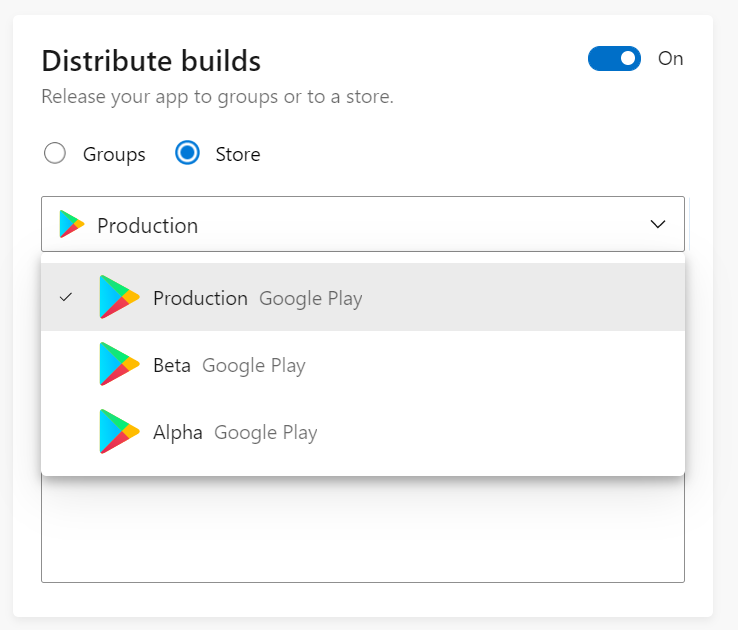 Distribute builds
On
Release your app to groups or to a store.
Groups
Store
Production
Production Google Play
Beta Google Play
Alpha Google Play